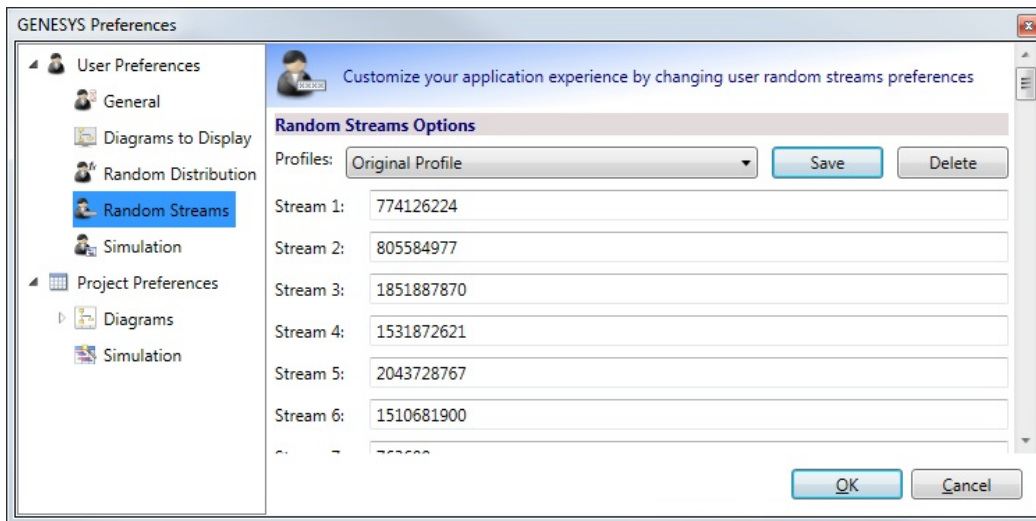 GENESYS Preferences
User Preferences
General
Diagrams to Display
Random Distribution
Random Streams
Simulation
Project Preferences
Diagrams
Simulation
Customize your application experience by changing user random streams preferences
Random Streams Options
Profiles: Original Profile Save Delete
Stream 1: 774126224
Stream 2: 805584977
Stream 3: 1851887870
Stream 4: 1531872621
Stream 5: 2043728767
Stream 6: 1510681900
OK Cancel